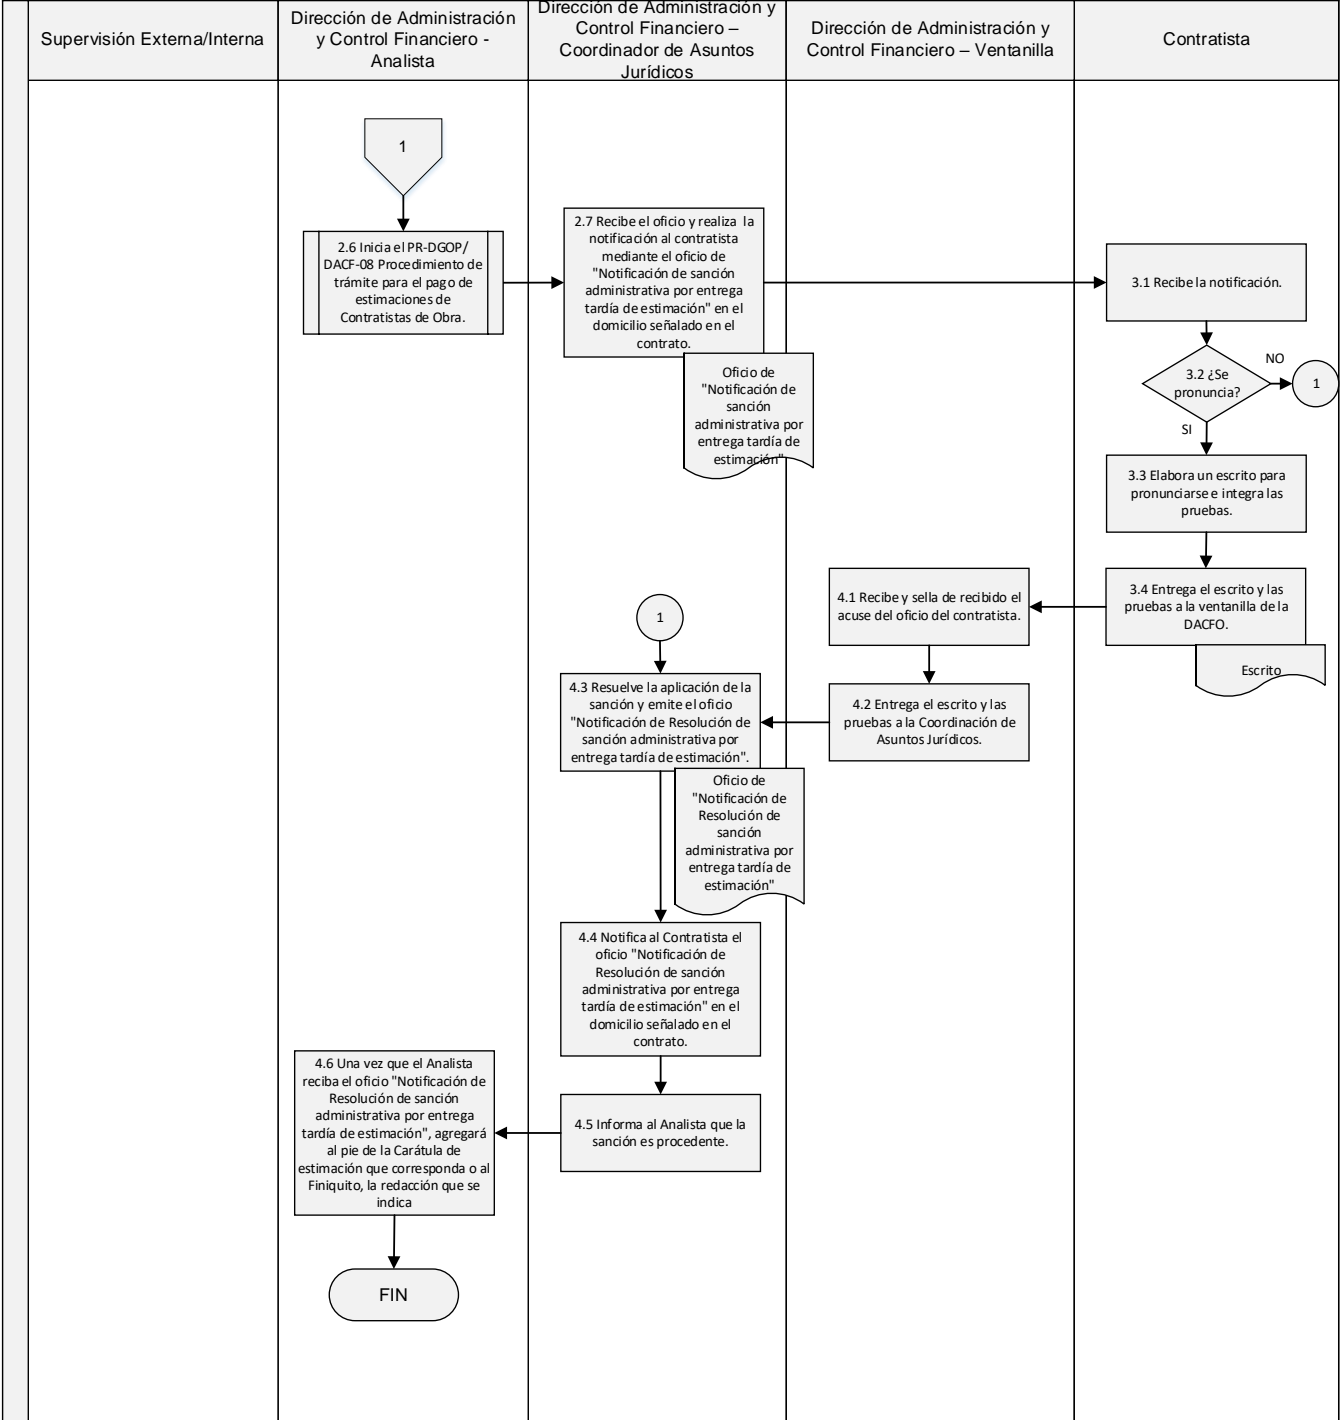 Supervisión Externa/Interna
Dirección de Administración
y Control Financiero -
Analista
Dirección de Administración y
Control Financiero –
Coordinador de Asuntos
Jurídicos
Dirección de Administración y
Control Financiero – Ventanilla
Contratista
1
2.6 Inicia el PR-DGOP/
DACF-08 Procedimiento de
trámite para el pago de
estimaciones de
Contratistas de Obra.
2.7 Recibe el oficio y realiza la
notificación al contratista
mediante el oficio de
"Notificación de sanción
administrativa por entrega
tardía de estimación" en el
domicilio señalado en el
contrato.
Oficio de
"Notificación de
sanción
administrativa por
entrega tardía de
estimación"
3.1 Recibe la notificación.
3.2 ¿Se
pronuncia?
NO
1
SI
3.3 Elabora un escrito para
pronunciarse e integra las
pruebas.
3.4 Entrega el escrito y las
pruebas a la ventanilla de la
DACFO.
Escrito
4.1 Recibe y sella de recibido el
acuse del oficio del contratista.
4.2 Entrega el escrito y las
pruebas a la Coordinación de
Asuntos Jurídicos.
1
4.3 Resuelve la aplicación de la
sanción y emite el oficio
"Notificación de Resolución de
sanción administrativa por
entrega tardía de estimación".
Oficio de
"Notificación de
Resolución de
sanción
administrativa por
entrega tardía de
estimación"
4.4 Notifica al Contratista el
oficio "Notificación de
Resolución de sanción
administrativa por entrega
tardía de estimación" en el
domicilio señalado en el
contrato.
4.5 Informa al Analista que la
sanción es procedente.
4.6 Una vez que el Analista
reciba el oficio "Notificación de
Resolución de sanción
administrativa por entrega
tardía de estimación", agregará
al pie de la Carátula de
estimación que corresponda o al
Finiquito, la redacción que se
indica
FIN